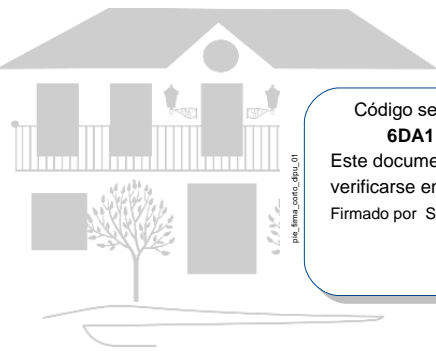 pie_firma_corto_dipu_01
Código se
6DA1
Este docume
verificarse en
Firmado por S